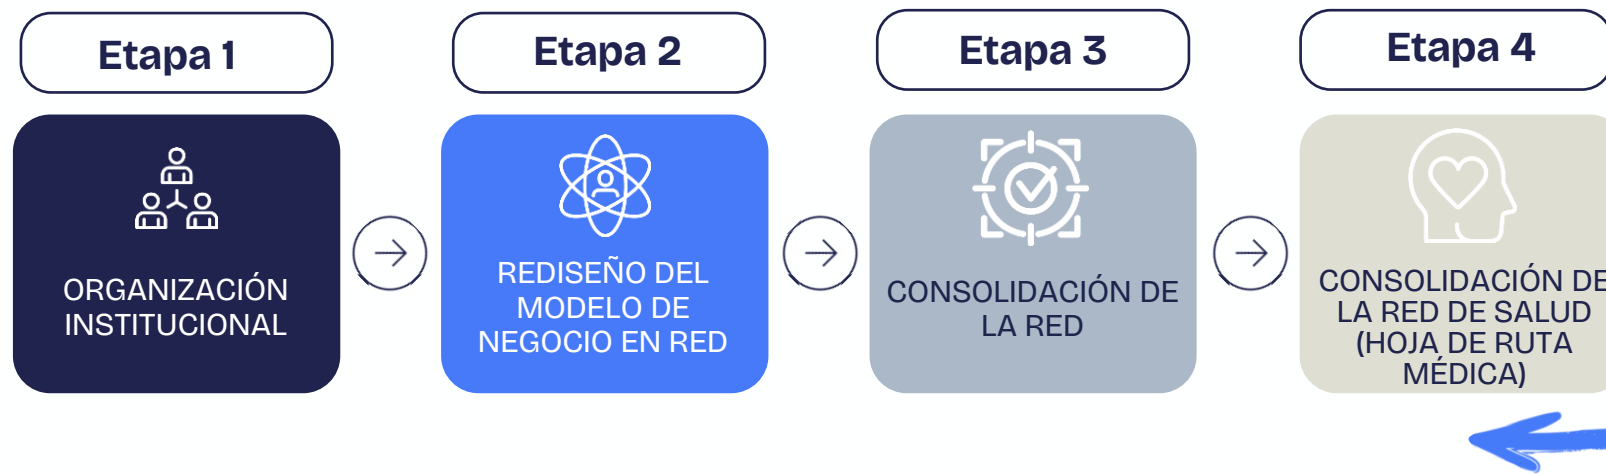 Etapa 1
ORGANIZACIÓN
INSTITUCIONAL
Etapa 2
REDISEÑO DEL
MODELO DE
NEGOCIO EN RED
Etapa 3
CONSOLIDACIÓN DE
LA RED
Etapa 4
CONSOLIDACIÓN DE
LA RED DE SALUD
(HOJA DE RUTA
MÉDICA)